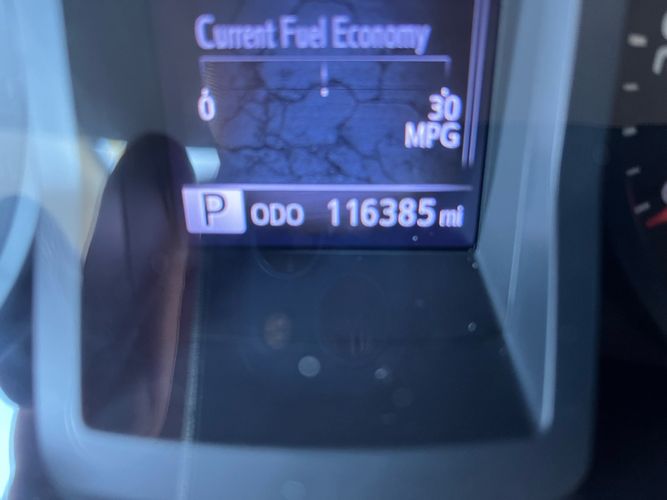 Current Fuel Economy
0 30
MPG
P ODO 116385 mi